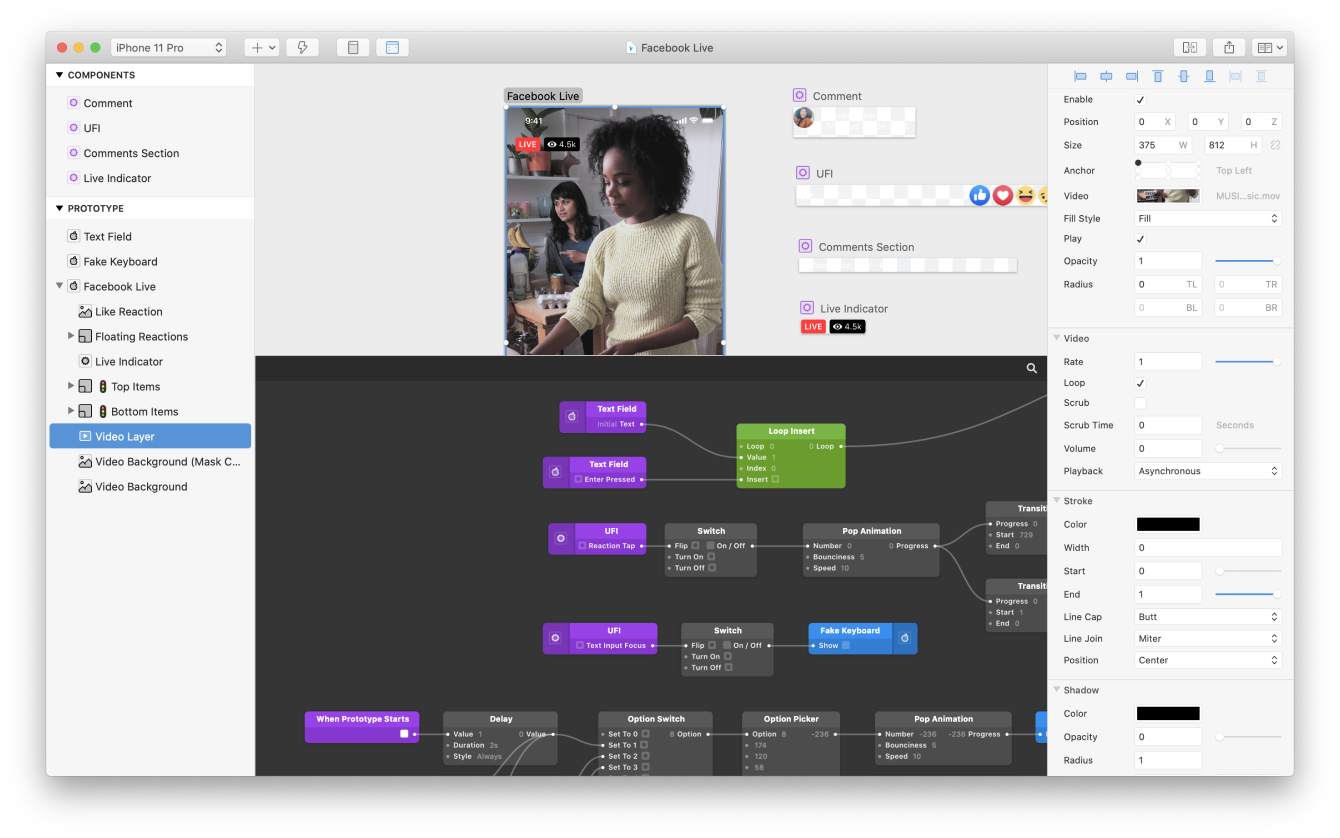 iPhone 11 Pro
Facebook Live
COMPONENTS
Comment
UFI
Comments Section
Live Indicator
PROTOTYPE
Text Field
Fake Keyboard
Facebook Live
Like Reaction
Floating Reactions
Live Indicator
Top Items
Bottom Items
Video Layer
Video Background (Mask C...
Video Background
Facebook Live
9:41
LIVE 4.5k
Comment
UFI
Comments Section
Live Indicator
LIVE 4.5k
Text Field
Initial Text
Text Field
Enter Pressed
Loop Insert
Loop 0 0 Loop
Value 1
Index 0
Insert
UFI
Reaction Tap
Switch
Flip On / Off
Turn On
Turn Off
Pop Animation
Number 0 0 Progress
Bounciness 5
Speed 10
Transiti
Progress 0
Start 729
End 0
Transiti
Progress 0
Start 1
End 0
UFI
Text Input Focus
Switch
Flip On / Off
Turn On
Turn Off
Fake Keyboard
Show
When Prototype Starts
Delay
Value 1 0 Value
Duration 2s
Style Always
Option Switch
Set To 0 8 Option
Set To 1
Set To 2
Set To 3
Option Picker
Option 8 -236
174
120
58
Pop Animation
Number -236 -236 Progress
Bounciness 5
Speed 10
Enable
Position 0 X 0 Y 0 Z
Size 375 W 812 H
Anchor Top Left
Video MUSI...sic.mov
Fill Style Fill
Play
Opacity 1
Radius 0 TL 0 TR
0 BL 0 BR
Video
Rate 1
Loop
Scrub
Scrub Time 0 Seconds
Volume 0
Playback Asynchronous
Stroke
Color
Width 0
Start 0
End 1
Line Cap Butt
Line Join Miter
Position Center
Shadow
Color
Opacity 0
Radius 1